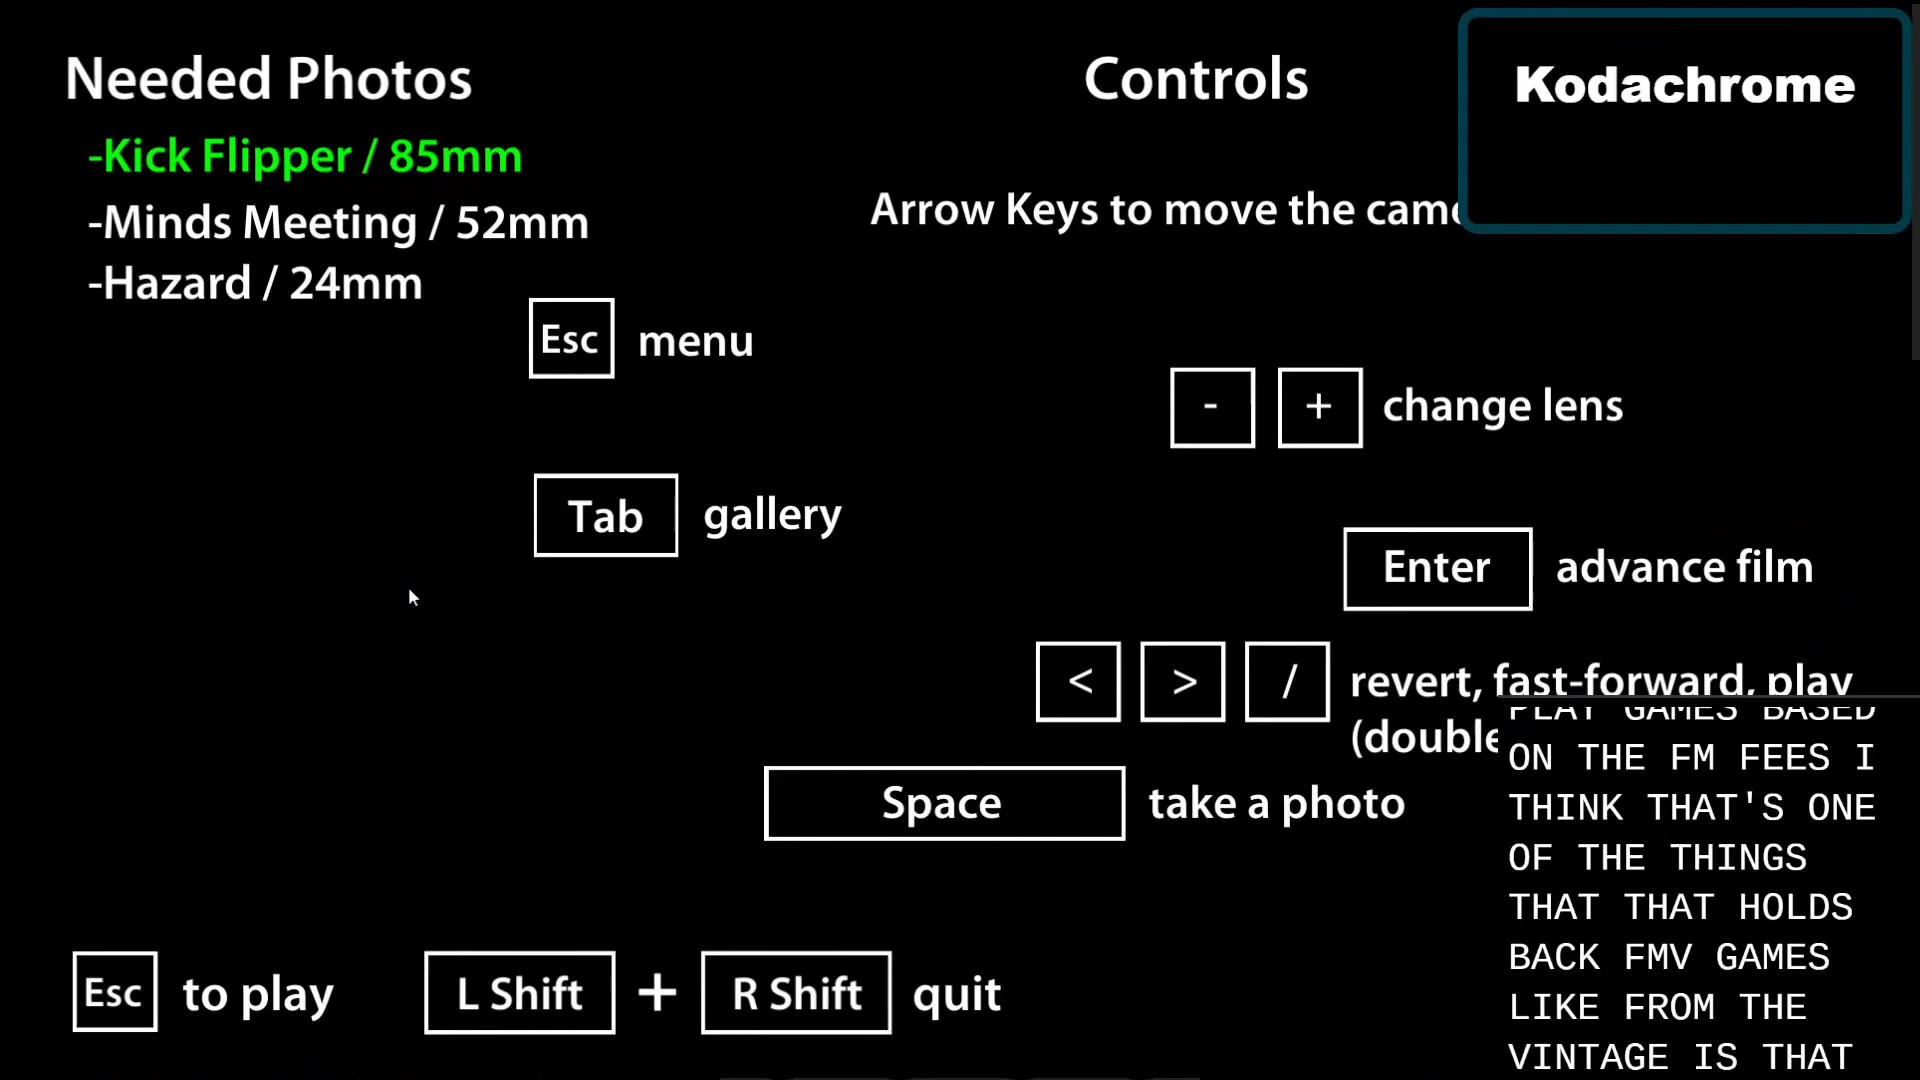 Needed Photos
-Kick Flipper / 85mm
-Minds Meeting / 52mm
-Hazard / 24mm
Controls
Kodachrome
Arrow Keys to move the came
Esc menu
- + change lens
Tab gallery
Enter advance film
< > / revert, fast-forward, play
(double
Space take a photo
Esc to play L Shift + R Shift quit
PLAY GAMES BASED
ON THE FM FEES I
THINK THAT'S ONE
OF THE THINGS
THAT THAT HOLDS
BACK FMV GAMES
LIKE FROM THE
VINTAGE IS THAT